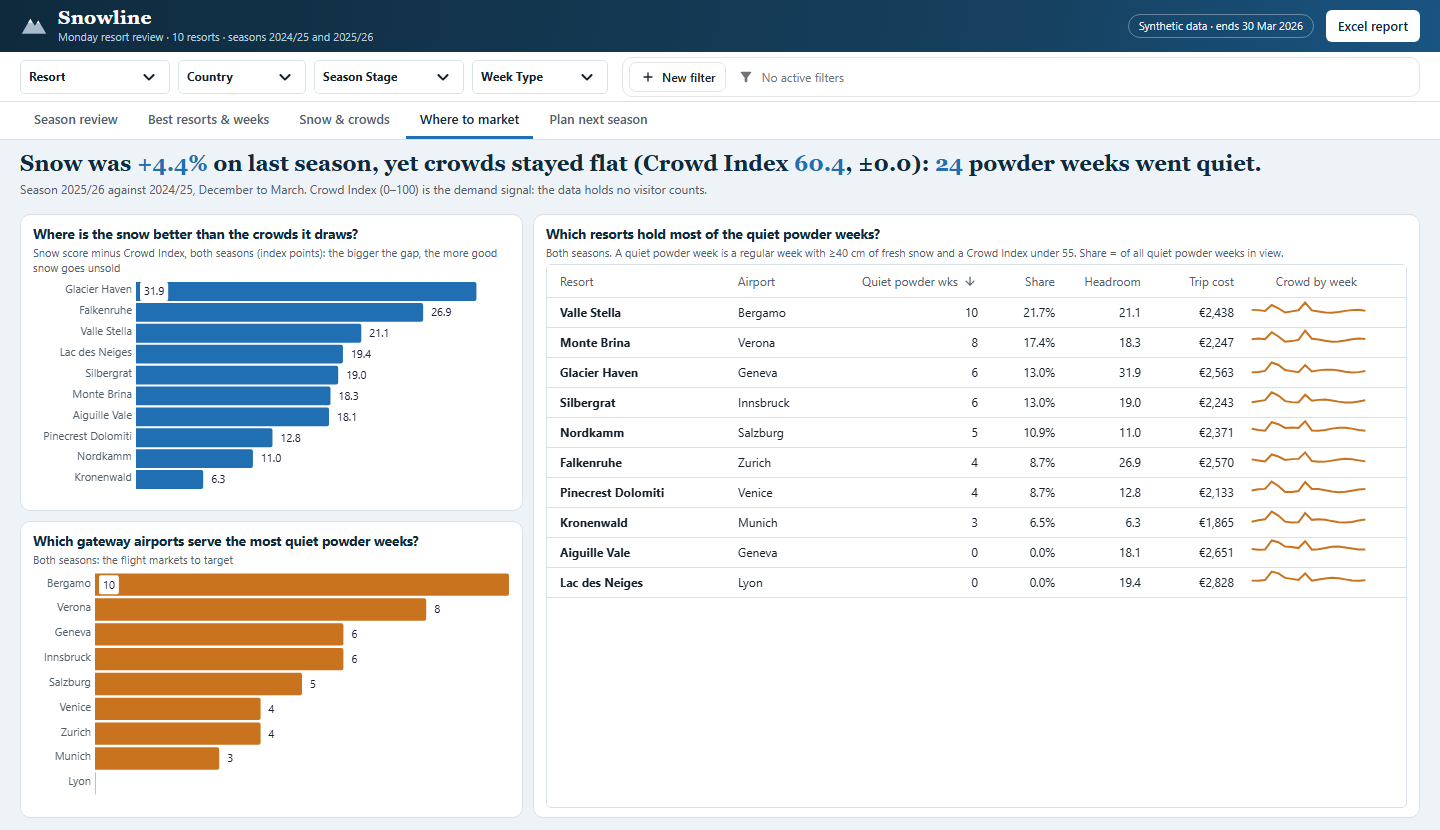 Snowline
Monday resort review · 10 resorts · seasons 2024/25 and 2025/26
Synthetic data · ends 30 Mar 2026
Excel report
Resort
Country
Season Stage
Week Type
+ New filter
No active filters
Season review
Best resorts & weeks
Snow & crowds
Where to market
Plan next season
Snow was +4.4% on last season, yet crowds stayed flat (Crowd Index 60.4, ±0.0): 24 powder weeks went quiet.
Season 2025/26 against 2024/25, December to March. Crowd Index (0–100) is the demand signal: the data holds no visitor counts.
Where is the snow better than the crowds it draws?
Snow score minus Crowd Index, both seasons (index points): the bigger the gap, the more good
snow goes unsold
Glacier Haven 31.9
Falkenruhe 26.9
Valle Stella 21.1
Lac des Neiges 19.4
Silbergrat 19.0
Monte Brina 18.3
Aiguille Vale 18.1
Pinecrest Dolomiti 12.8
Nordkamm 11.0
Kronenwald 6.3
Which gateway airports serve the most quiet powder weeks?
Both seasons: the flight markets to target
Bergamo 10
Verona 8
Geneva 6
Innsbruck 6
Salzburg 5
Venice 4
Zurich 4
Munich 3
Lyon
Which resorts hold most of the quiet powder weeks?
Both seasons. A quiet powder week is a regular week with ≥40 cm of fresh snow and a Crowd Index under 55. Share = of all quiet powder weeks in view.
Resort Airport Quiet powder wks ↓ Share Headroom Trip cost Crowd by week
Valle Stella Bergamo 10 21.7% 21.1 €2,438
Monte Brina Verona 8 17.4% 18.3 €2,247
Glacier Haven Geneva 6 13.0% 31.9 €2,563
Silbergrat Innsbruck 6 13.0% 19.0 €2,243
Nordkamm Salzburg 5 10.9% 11.0 €2,371
Falkenruhe Zurich 4 8.7% 26.9 €2,570
Pinecrest Dolomiti Venice 4 8.7% 12.8 €2,133
Kronenwald Munich 3 6.5% 6.3 €1,865
Aiguille Vale Geneva 0 0.0% 18.1 €2,651
Lac des Neiges Lyon 0 0.0% 19.4 €2,828